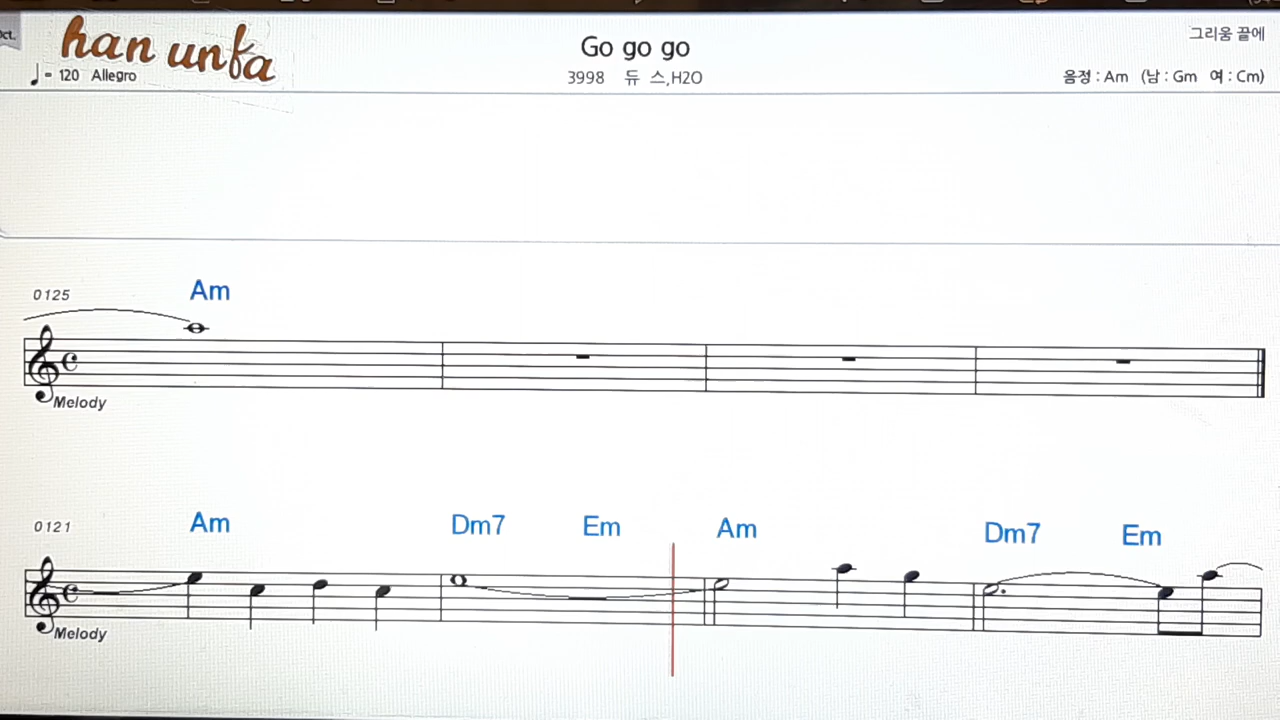 Oct.
han unfa
Go go go
그리움 끝에
♩= 120 Allegro
3998 듀 스,H2O
음정 : Am (남 : Gm 여 : Cm)
0125 Am
Melody
0121 Am Dm7 Em Am Dm7 Em
Melody